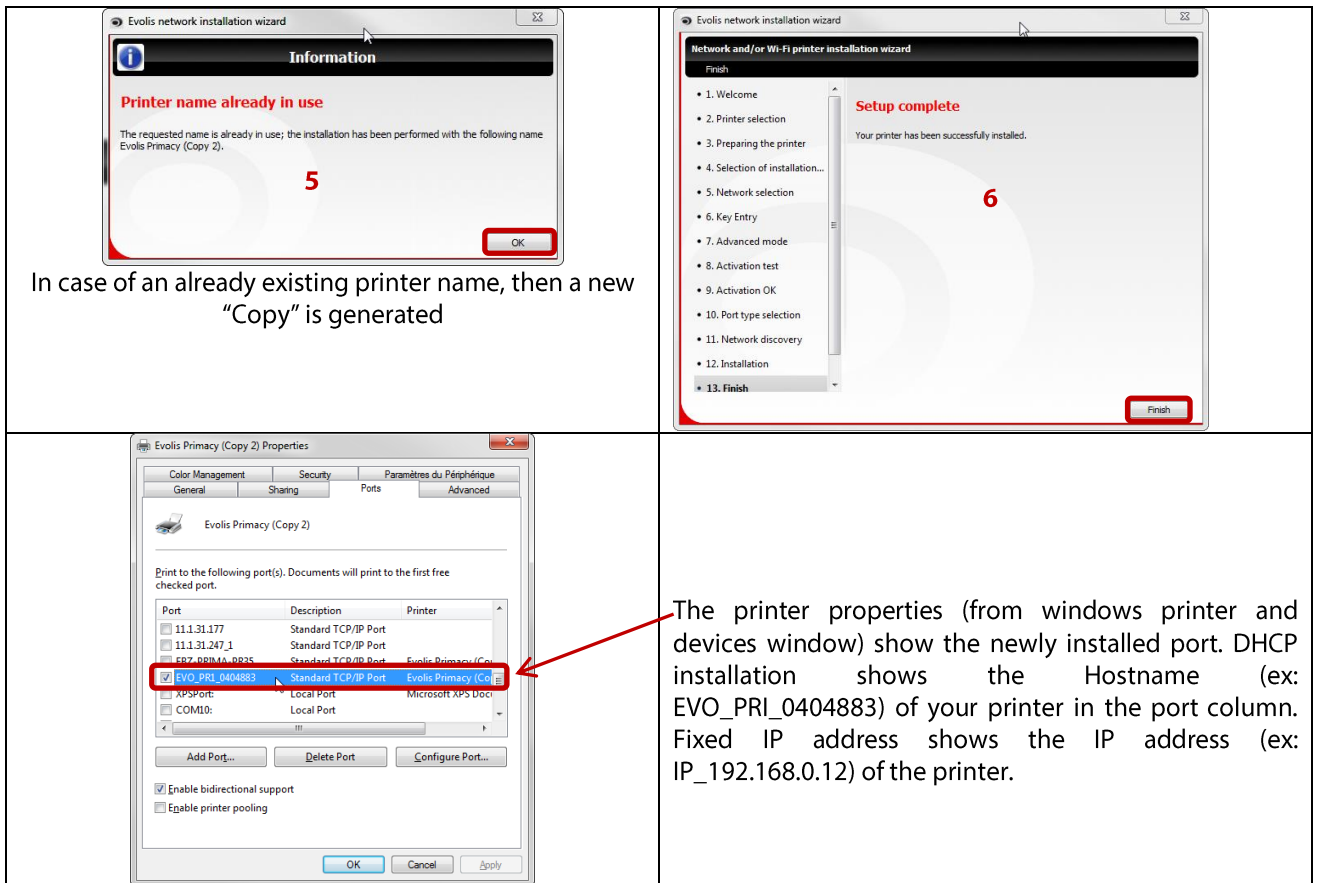 Evolis network installation wizard
Information
Printer name already in use
The requested name is already in use; the installation has been performed with the following name
Evolis Primacy (Copy 2).
5
OK
In case of an already existing printer name, then a new
“Copy” is generated
Evolis network installation wizard
Network and/or Wi-Fi printer installation wizard
Finish
• 1. Welcome
• 2. Printer selection
• 3. Preparing the printer
• 4. Selection of installation...
• 5. Network selection
• 6. Key Entry
• 7. Advanced mode
• 8. Activation test
• 9. Activation OK
• 10. Port type selection
• 11. Network discovery
• 12. Installation
• 13. Finish
Setup complete
Your printer has been successfully installed.
6
Finish
Evolis Primacy (Copy 2) Properties
Color Management Security Paramètres du Périphérique
General Sharing Ports Advanced
Evolis Primacy (Copy 2)
Print to the following port(s). Documents will print to the first free
checked port.
Port Description Printer
11.1.31.177 Standard TCP/IP Port
11.1.31.247_1 Standard TCP/IP Port
EBZ-PRIMA-PR35 Standard TCP/IP Port Evolis Primacy (Co
EVO_PR1_0404883 Standard TCP/IP Port Evolis Primacy (Co
XPSPort: Local Port Microsoft XPS Doc
COM10: Local Port
Add Port... Delete Port Configure Port...
Enable bidirectional support
Enable printer pooling
OK Cancel Apply
The printer properties (from windows printer and
devices window) show the newly installed port. DHCP
installation shows the Hostname (ex:
EVO_PRI_0404883) of your printer in the port column.
Fixed IP address shows the IP address (ex:
IP_192.168.0.12) of the printer.